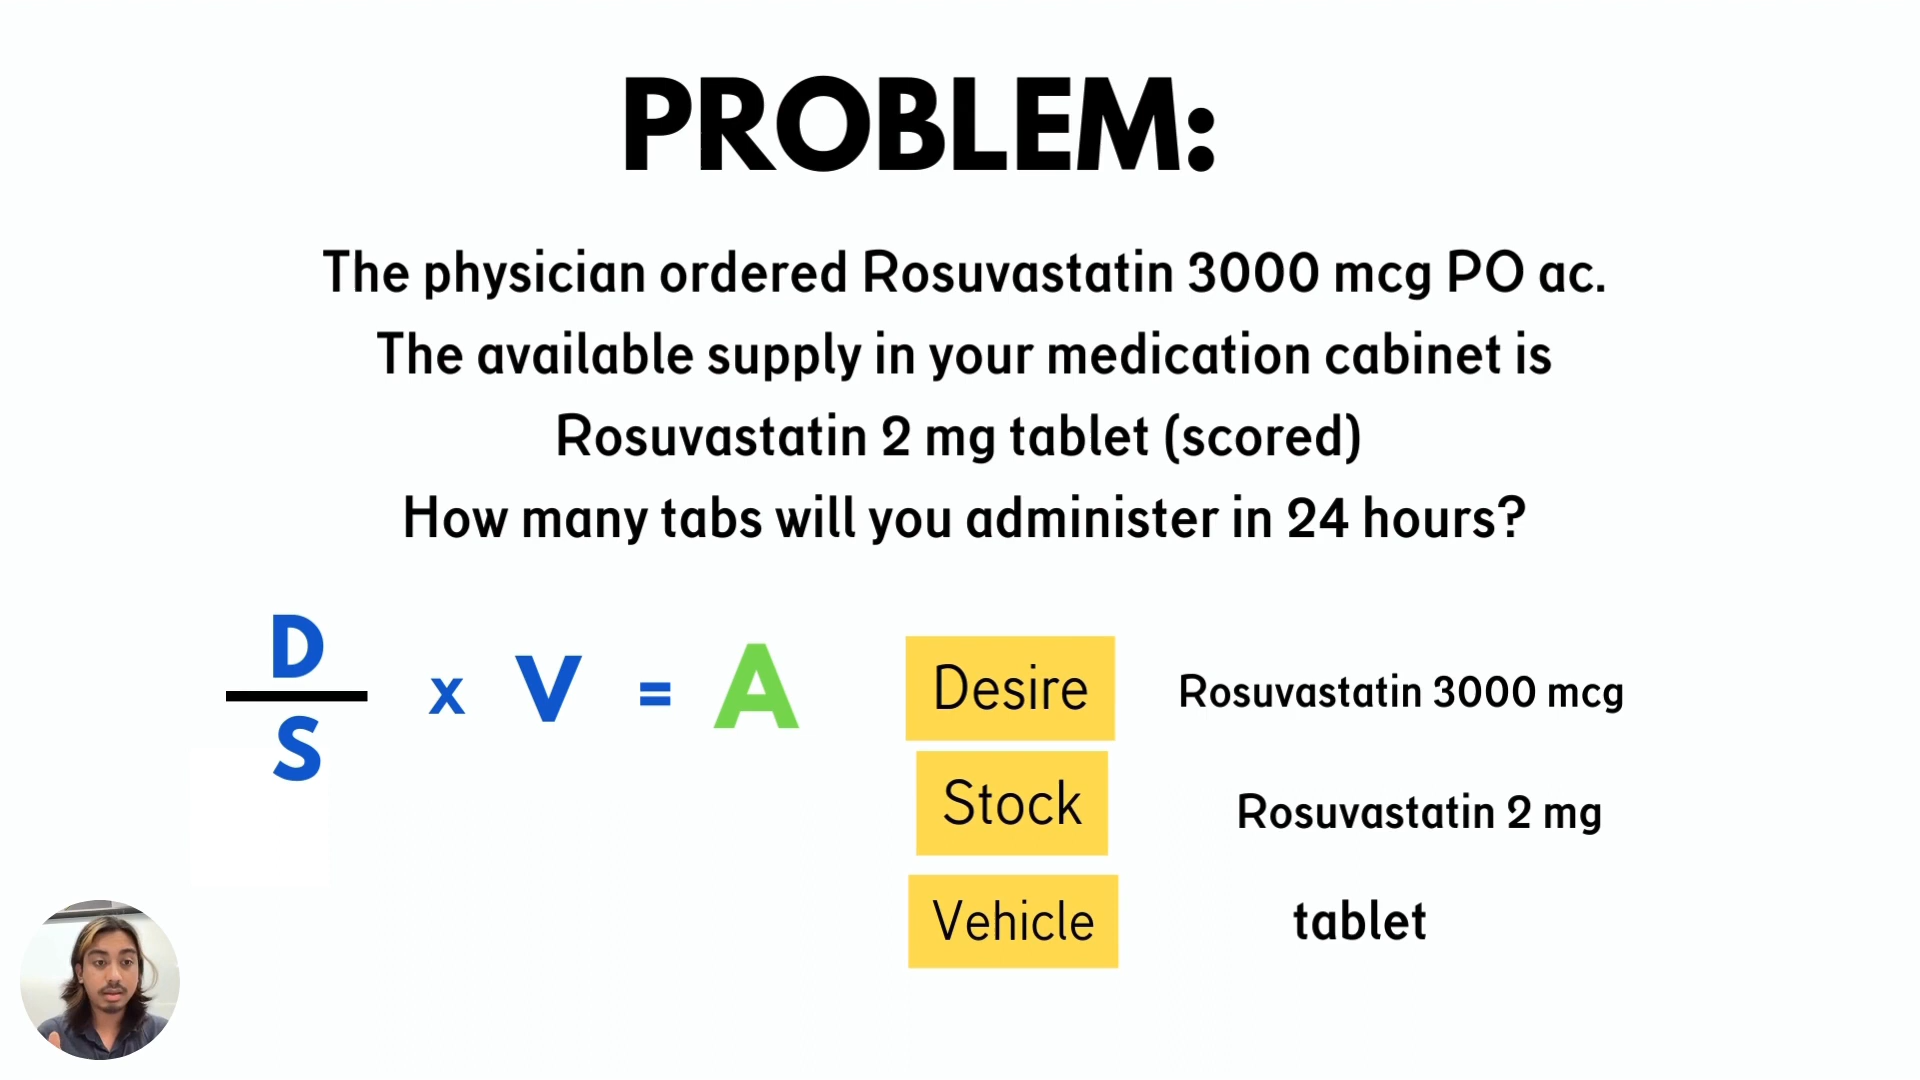 PROBLEM:
The physician ordered Rosuvastatin 3000 mcg PO ac.
The available supply in your medication cabinet is
Rosuvastatin 2 mg tablet (scored)
How many tabs will you administer in 24 hours?
D
S
x V = A
Desire Rosuvastatin 3000 mcg
Stock Rosuvastatin 2 mg
Vehicle tablet